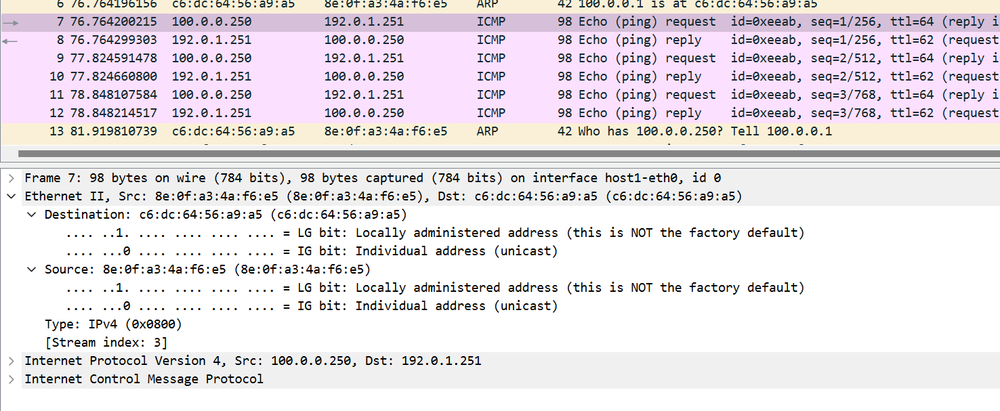 6 76.764196156 c6:dc:64:56:a9:a5 8e:0f:a3:4a:f6:e5 ARP 42 100.0.0.1 is at c6:dc:64:56:a9:a5
7 76.764200215 100.0.0.250 192.0.1.251 ICMP 98 Echo (ping) request id=0xeeab, seq=1/256, ttl=64 (reply i
8 76.764299303 192.0.1.251 100.0.0.250 ICMP 98 Echo (ping) reply id=0xeeab, seq=1/256, ttl=62 (request
9 77.824591478 100.0.0.250 192.0.1.251 ICMP 98 Echo (ping) request id=0xeeab, seq=2/512, ttl=64 (reply i
10 77.824660800 192.0.1.251 100.0.0.250 ICMP 98 Echo (ping) reply id=0xeeab, seq=2/512, ttl=62 (request
11 78.848107584 100.0.0.250 192.0.1.251 ICMP 98 Echo (ping) request id=0xeeab, seq=3/768, ttl=64 (reply i
12 78.848214517 192.0.1.251 100.0.0.250 ICMP 98 Echo (ping) reply id=0xeeab, seq=3/768, ttl=62 (request
13 81.919810739 c6:dc:64:56:a9:a5 8e:0f:a3:4a:f6:e5 ARP 42 Who has 100.0.0.250? Tell 100.0.0.1
Frame 7: 98 bytes on wire (784 bits), 98 bytes captured (784 bits) on interface host1-eth0, id 0
Ethernet II, Src: 8e:0f:a3:4a:f6:e5 (8e:0f:a3:4a:f6:e5), Dst: c6:dc:64:56:a9:a5 (c6:dc:64:56:a9:a5)
Destination: c6:dc:64:56:a9:a5 (c6:dc:64:56:a9:a5)
.... ..1. .... .... .... .... = LG bit: Locally administered address (this is NOT the factory default)
.... ...0 .... .... .... .... = IG bit: Individual address (unicast)
Source: 8e:0f:a3:4a:f6:e5 (8e:0f:a3:4a:f6:e5)
.... ..1. .... .... .... .... = LG bit: Locally administered address (this is NOT the factory default)
.... ...0 .... .... .... .... = IG bit: Individual address (unicast)
Type: IPv4 (0x0800)
[Stream index: 3]
Internet Protocol Version 4, Src: 100.0.0.250, Dst: 192.0.1.251
Internet Control Message Protocol